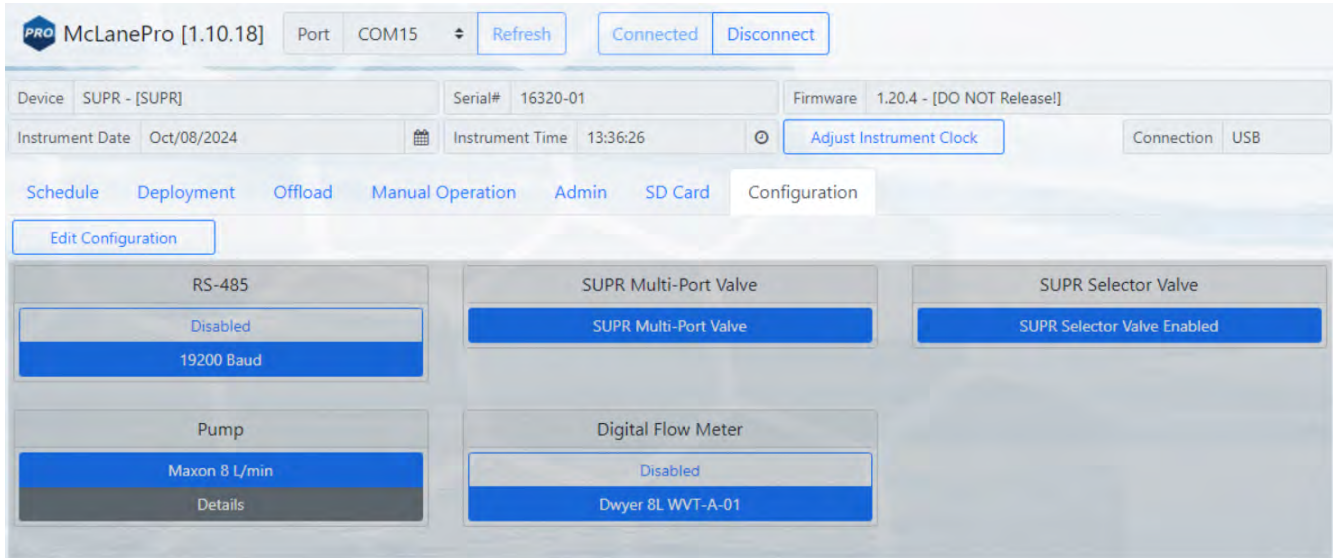 PRO McLanePro [1.10.18] Port COM15 Refresh Connected Disconnect
Device SUPR - [SUPR] Serial# 16320-01 Firmware 1.20.4 - [DO NOT Release!]
Instrument Date Oct/08/2024 Instrument Time 13:36:26 Adjust Instrument Clock Connection USB
Schedule Deployment Offload Manual Operation Admin SD Card Configuration
Edit Configuration
RS-485 SUPR Multi-Port Valve SUPR Selector Valve
Disabled SUPR Multi-Port Valve SUPR Selector Valve Enabled
19200 Baud
Pump Digital Flow Meter
Maxon 8 L/min Disabled
Details Dwyer 8L WVT-A-01